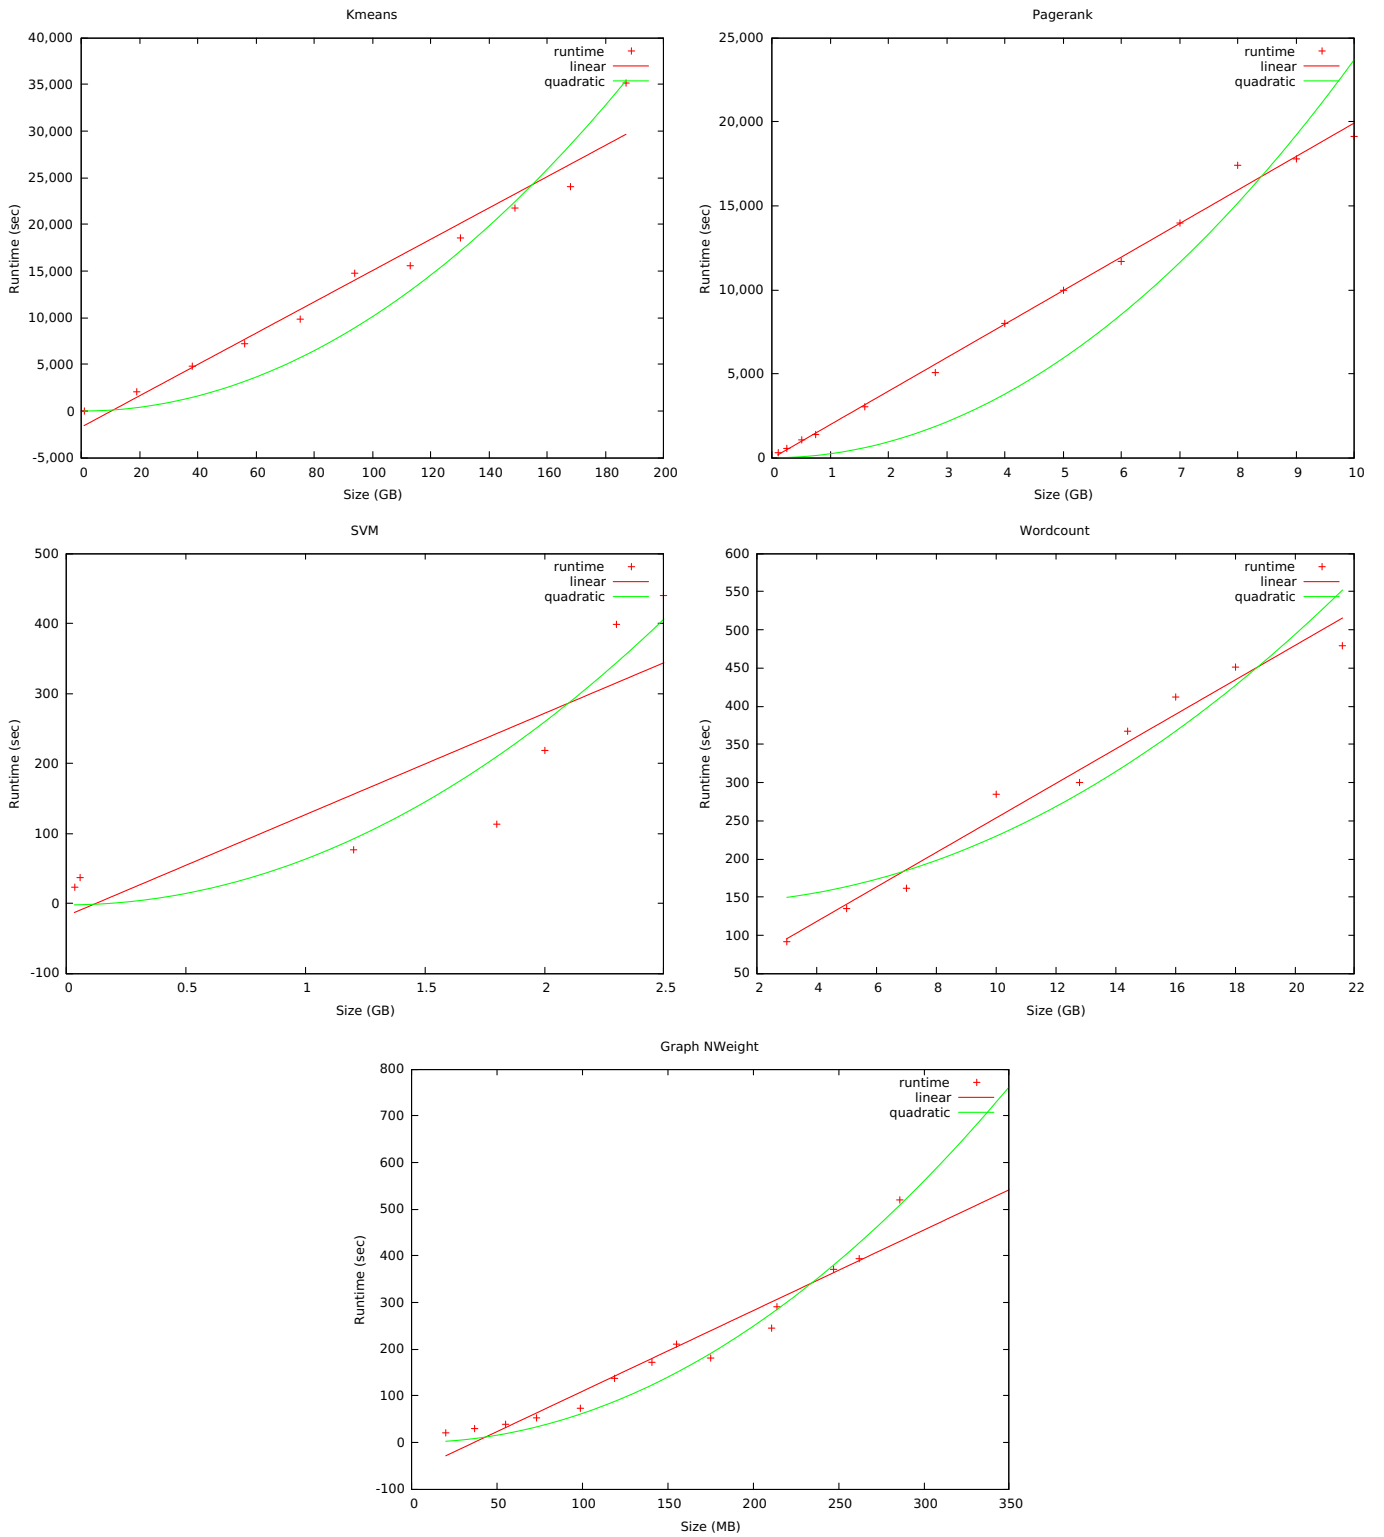 Kmeans
40,000
35,000
30,000
25,000
20,000
15,000
10,000
5,000
0
-5,000
Runtime (sec)
runtime
linear
quadratic
0 20 40 60 80 100 120 140 160 180 200
Size (GB)
Pagerank
25,000
20,000
15,000
10,000
5,000
0
Runtime (sec)
runtime
linear
quadratic
0 1 2 3 4 5 6 7 8 9 10
Size (GB)
SVM
500
400
300
200
100
0
-100
Runtime (sec)
runtime
linear
quadratic
0 0.5 1 1.5 2 2.5
Size (GB)
Wordcount
600
550
500
450
400
350
300
250
200
150
100
50
Runtime (sec)
runtime
linear
quadratic
2 4 6 8 10 12 14 16 18 20 22
Size (GB)
Graph NWeight
800
700
600
500
400
300
200
100
0
-100
Runtime (sec)
runtime
linear
quadratic
0 50 100 150 200 250 300 350
Size (MB)